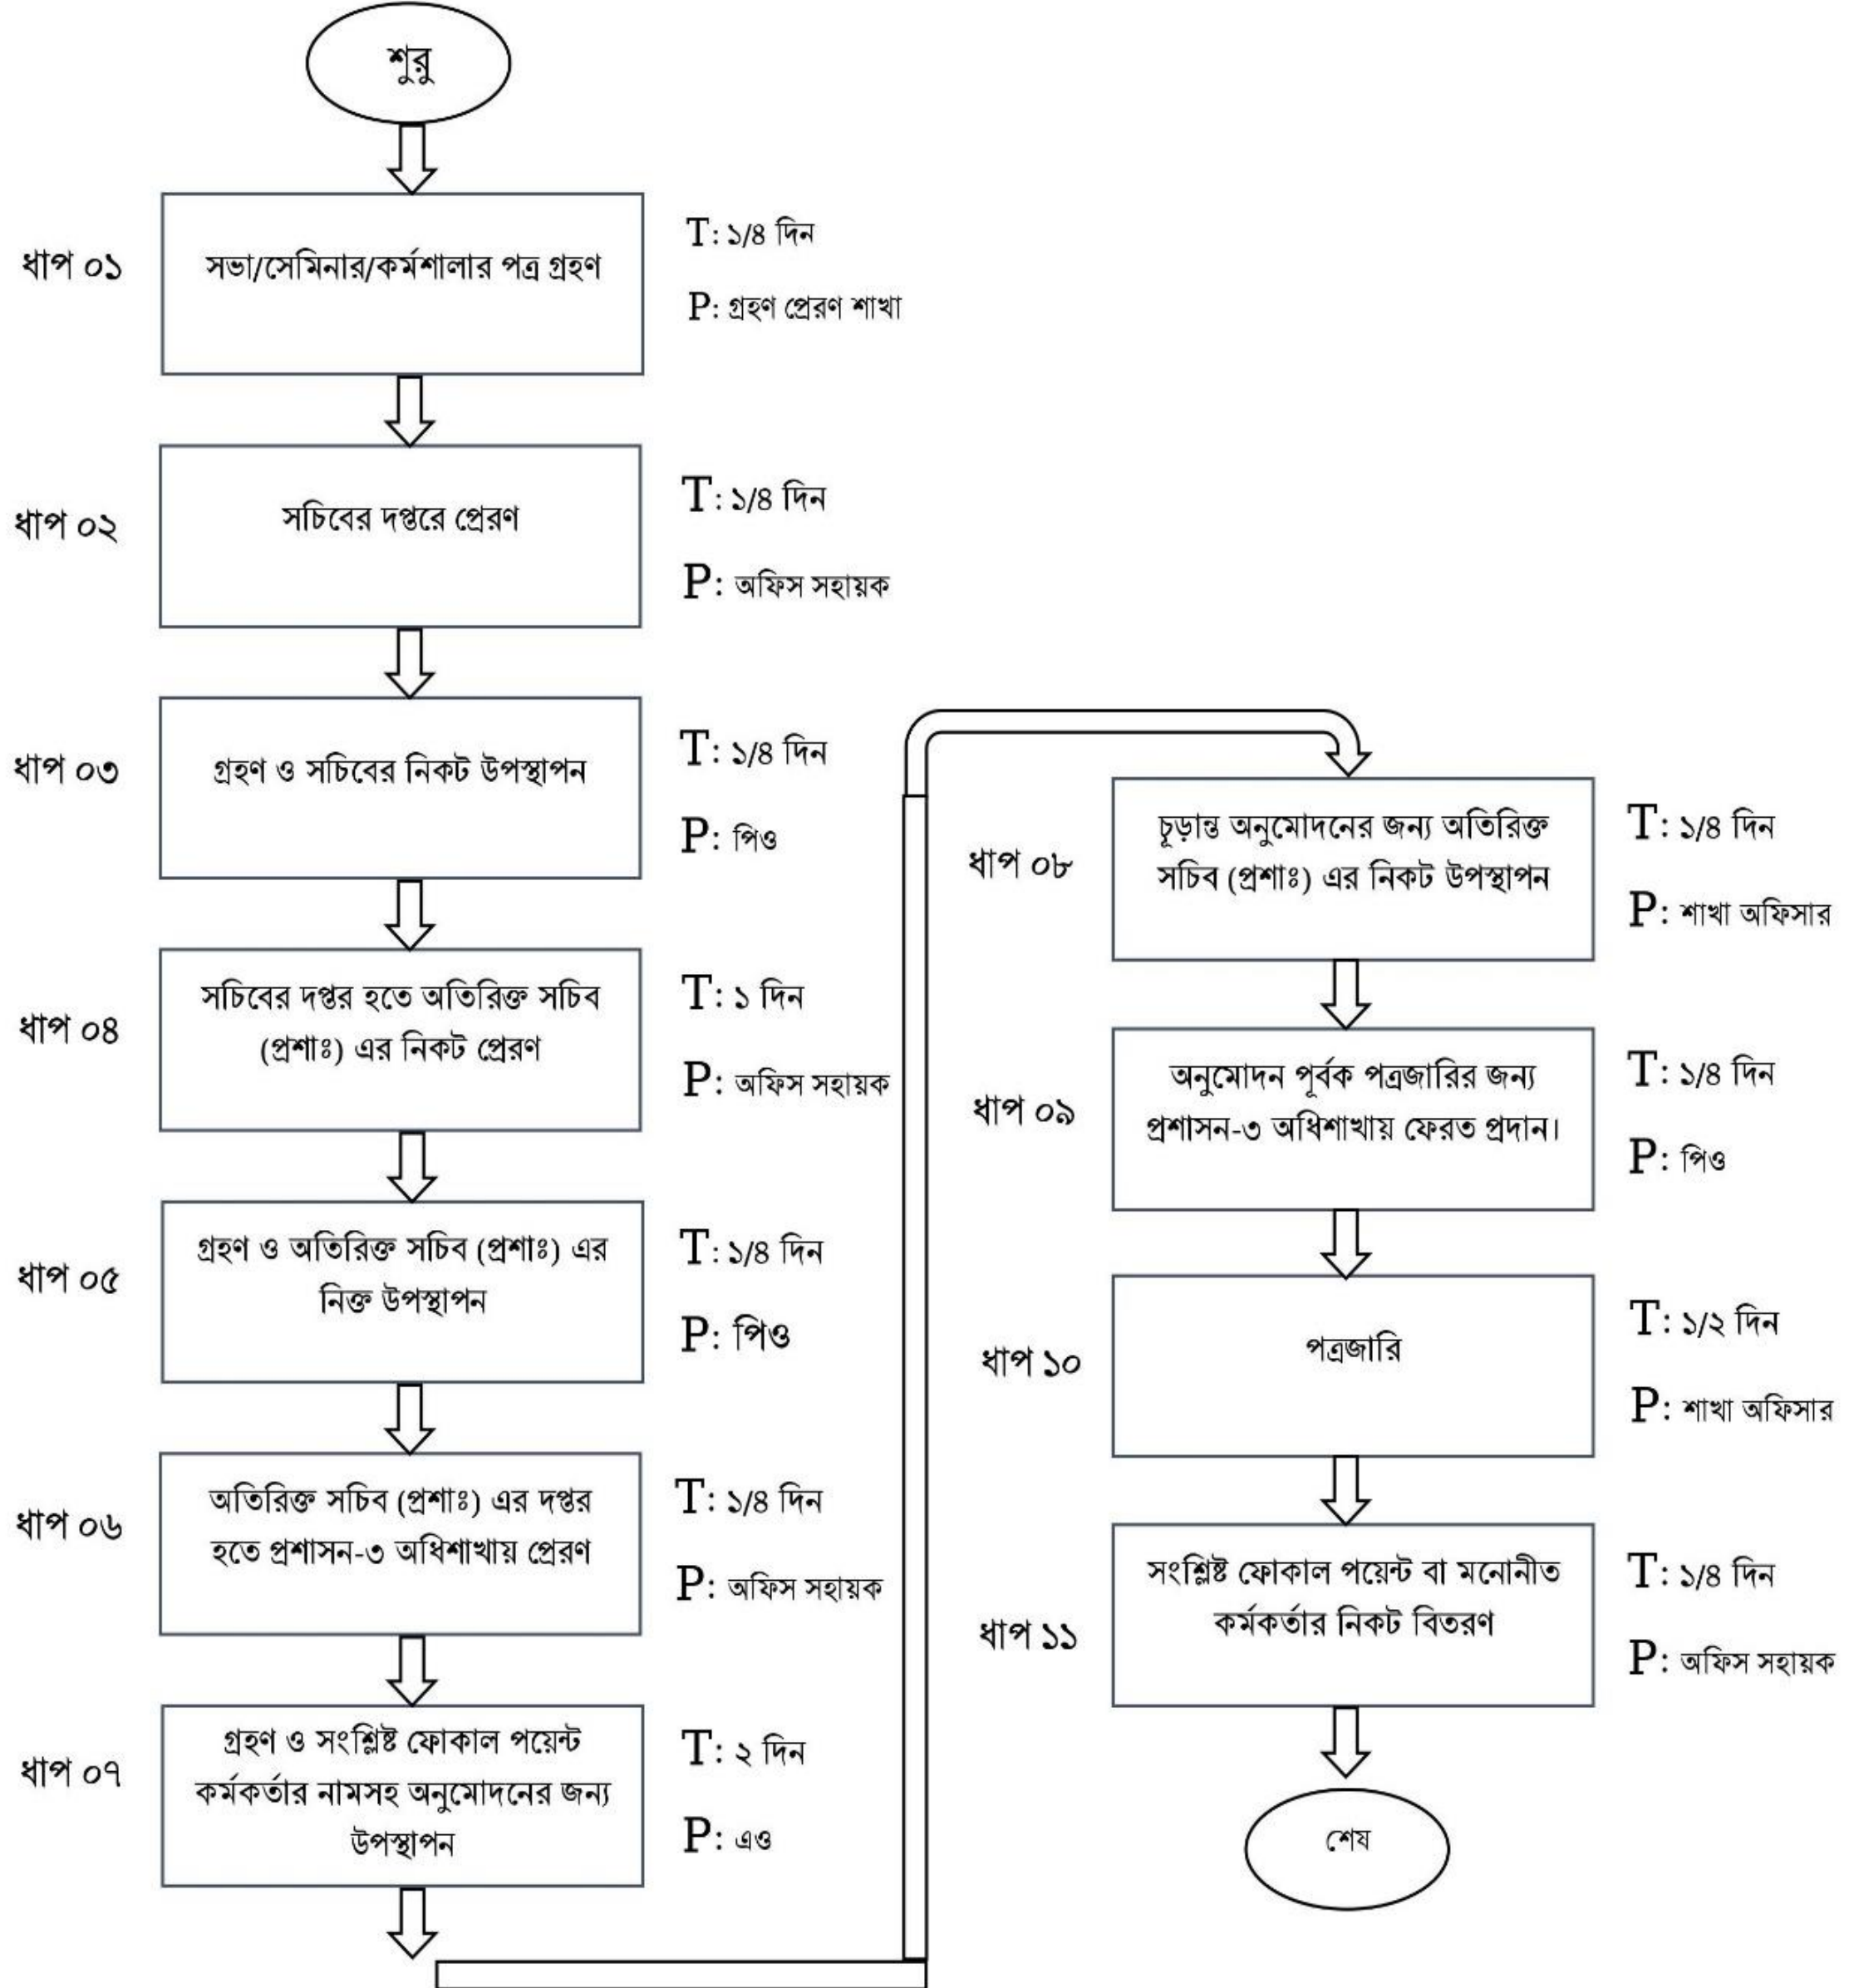 শুরু
ধাপ ০১
সভা/সেমিনার/কর্মশালার পত্র গ্রহণ
T: ১/৪ দিন
P: গ্রহণ প্রেরণ শাখা
ধাপ ০২
সচিবের দপ্তরে প্রেরণ
T: ১/৪ দিন
P: অফিস সহায়ক
ধাপ ০৩
গ্রহণ ও সচিবের নিকট উপস্থাপন
T: ১/৪ দিন
P: পিও
ধাপ ০৪
সচিবের দপ্তর হতে অতিরিক্ত সচিব
(প্রশাঃ) এর নিকট প্রেরণ
T: ১ দিন
P: অফিস সহায়ক
ধাপ ০৫
গ্রহণ ও অতিরিক্ত সচিব (প্রশাঃ) এর
নিক্ত উপস্থাপন
T: ১/৪ দিন
P: পিও
ধাপ ০৬
অতিরিক্ত সচিব (প্রশাঃ) এর দপ্তর
হতে প্রশাসন-৩ অধিশাখায় প্রেরণ
T: ১/৪ দিন
P: অফিস সহায়ক
ধাপ ০৭
গ্রহণ ও সংশ্লিষ্ট ফোকাল পয়েন্ট
কর্মকর্তার নামসহ অনুমোদনের জন্য
উপস্থাপন
T: ২ দিন
P: এও
ধাপ ০৮
চূড়ান্ত অনুমোদনের জন্য অতিরিক্ত
সচিব (প্রশাঃ) এর নিকট উপস্থাপন
T: ১/৪ দিন
P: শাখা অফিসার
ধাপ ০৯
অনুমোদন পূর্বক পত্রজারির জন্য
প্রশাসন-৩ অধিশাখায় ফেরত প্রদান।
T: ১/৪ দিন
P: পিও
ধাপ ১০
পত্রজারি
T: ১/২ দিন
P: শাখা অফিসার
ধাপ ১১
সংশ্লিষ্ট ফোকাল পয়েন্ট বা মনোনীত
কর্মকর্তার নিকট বিতরণ
T: ১/৪ দিন
P: অফিস সহায়ক
শেষ